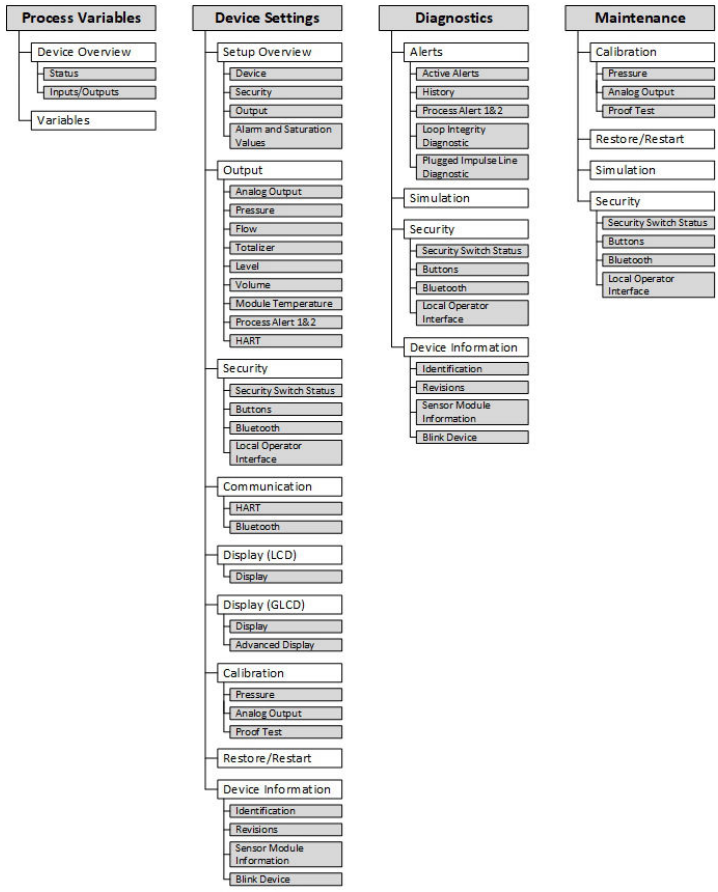 Process Variables
Device Overview
Status
Inputs/Outputs
Variables
Device Settings
Setup Overview
Device
Security
Output
Alarm and Saturation
Values
Output
Analog Output
Pressure
Flow
Totalizer
Level
Volume
Module Temperature
Process Alert 1&2
HART
Security
Security Switch Status
Buttons
Bluetooth
Local Operator
Interface
Communication
HART
Bluetooth
Display (LCD)
Display
Display (GLCD)
Display
Advanced Display
Calibration
Pressure
Analog Output
Proof Test
Restore/Restart
Device Information
Identification
Revisions
Sensor Module
Information
Blink Device
Diagnostics
Alerts
Active Alerts
History
Process Alert 1&2
Loop Integrity
Diagnostic
Plugged Impulse Line
Diagnostic
Simulation
Security
Security Switch Status
Buttons
Bluetooth
Local Operator
Interface
Device Information
Identification
Revisions
Sensor Module
Information
Blink Device
Maintenance
Calibration
Pressure
Analog Output
Proof Test
Restore/Restart
Simulation
Security
Security Switch Status
Buttons
Bluetooth
Local Operator
Interface